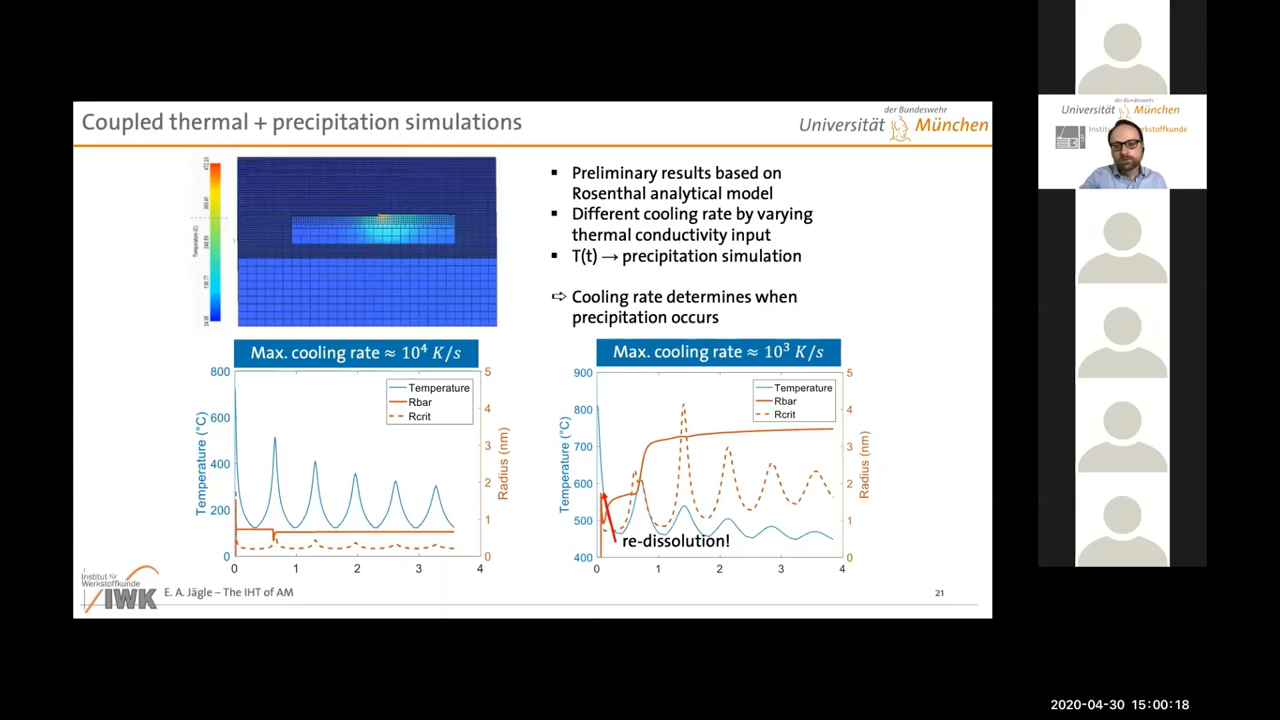 Coupled thermal + precipitation simulations
der Bundeswehr
Universität München
der Bundeswehr
Universität München
Temperature (C)
▪ Preliminary results based on
Rosenthal analytical model
▪ Different cooling rate by varying
thermal conductivity input
▪ T(t) → precipitation simulation
⇨ Cooling rate determines when
precipitation occurs
Max. cooling rate ≈ 10⁴ K/s
Temperature (°C)
800
600
400
200
0
Temperature
Rbar
Rcrit
5
4
3
2
1
0
Radius (nm)
0 1 2 3 4
Max. cooling rate ≈ 10³ K/s
Temperature (°C)
900
800
700
600
500
400
Temperature
Rbar
Rcrit
re-dissolution!
5
4
3
2
1
0
Radius (nm)
0 1 2 3 4
Institut für
Werkstoffkunde
IWK
E. A. Jägle – The IHT of AM
21
2020-04-30 15:00:18